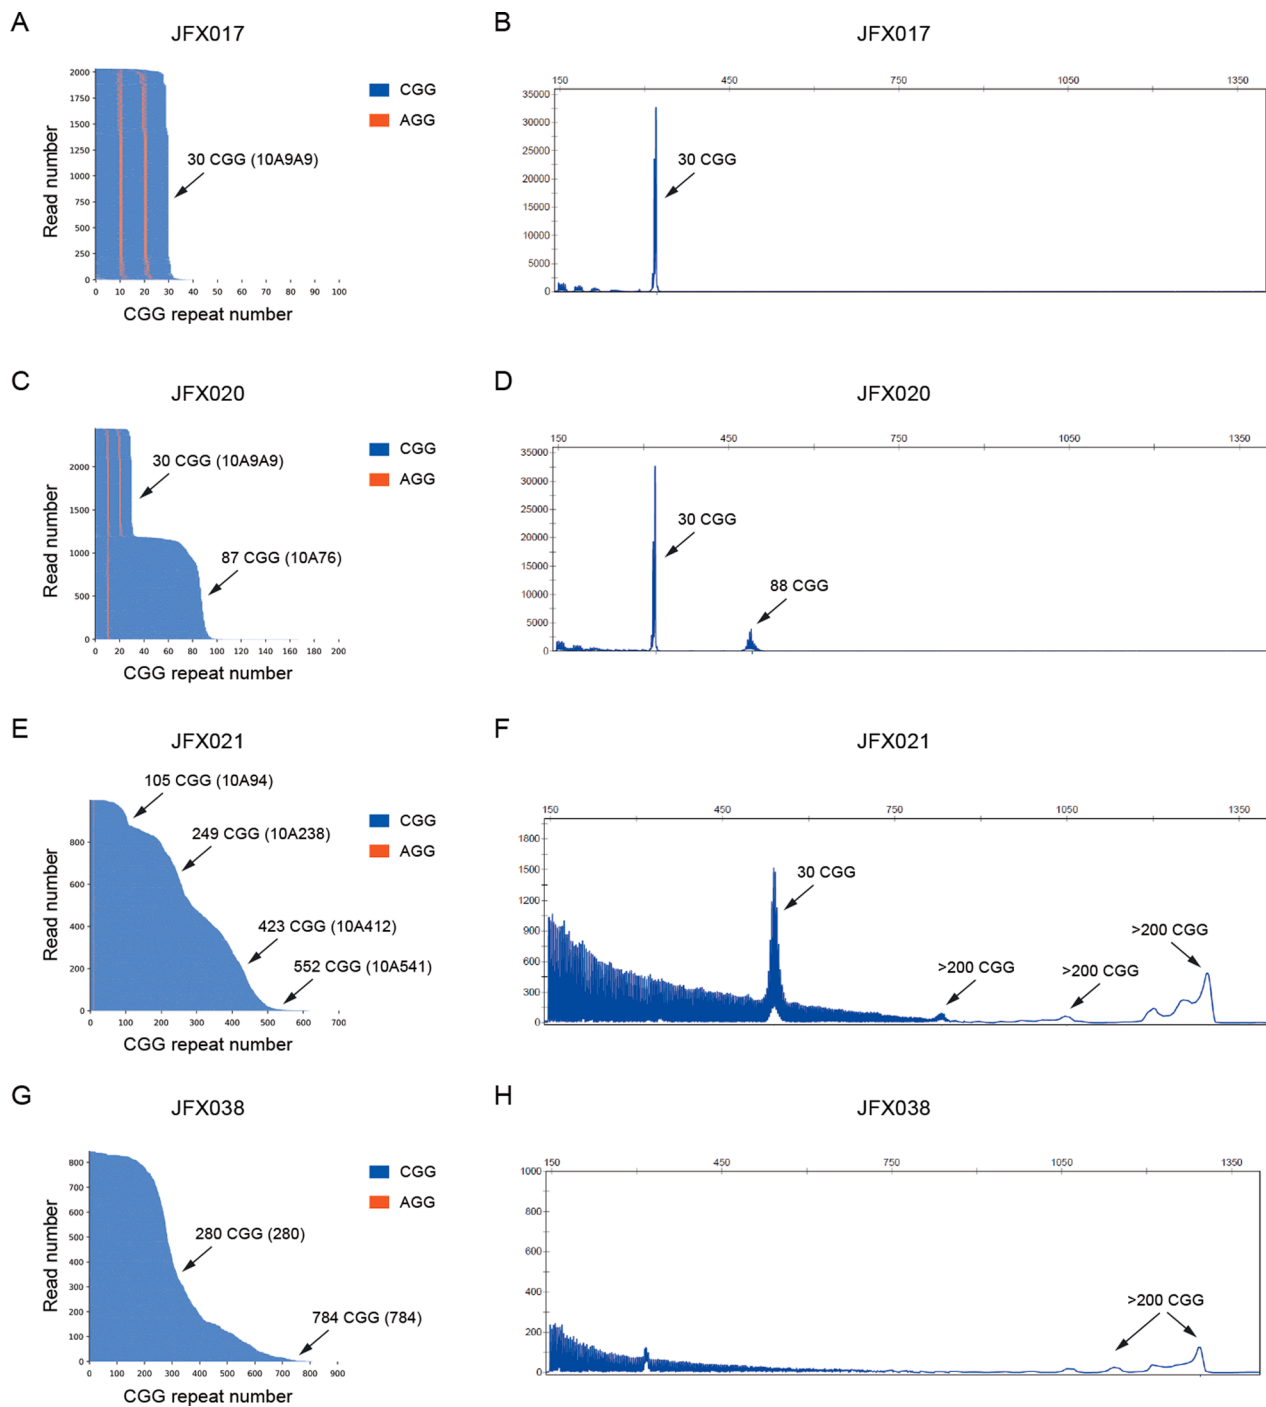 A
JFX017
Read number
2000
1750
1500
1250
1000
750
500
250
0
0 10 20 30 40 50 60 70 80 90 100
CGG repeat number
30 CGG (10A9A9)
CGG
AGG
B
JFX017
150 450 750 1050 1350
35000
30000
25000
20000
15000
10000
5000
0
30 CGG
C
JFX020
Read number
2000
1500
1000
500
0
0 20 40 60 80 100 120 140 160 180 200
CGG repeat number
30 CGG (10A9A9)
87 CGG (10A76)
CGG
AGG
D
JFX020
150 450 750 1050 1350
35000
30000
25000
20000
15000
10000
5000
0
30 CGG
88 CGG
E
JFX021
Read number
800
600
400
200
0
0 100 200 300 400 500 600 700
CGG repeat number
105 CGG (10A94)
249 CGG (10A238)
423 CGG (10A412)
552 CGG (10A541)
CGG
AGG
F
JFX021
150 450 750 1050 1350
1800
1500
1200
900
600
300
0
30 CGG
>200 CGG
>200 CGG
>200 CGG
G
JFX038
Read number
800
700
600
500
400
300
200
100
0
0 100 200 300 400 500 600 700 800 900
CGG repeat number
280 CGG (280)
784 CGG (784)
CGG
AGG
H
JFX038
150 450 750 1050 1350
1000
800
600
400
200
0
>200 CGG